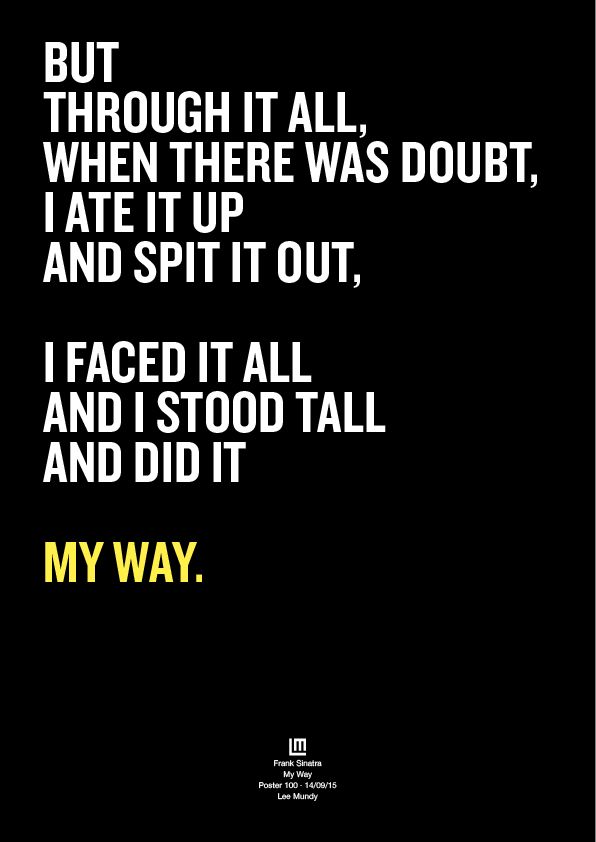 BUT
THROUGH IT ALL,
WHEN THERE WAS DOUBT,
I ATE IT UP
AND SPIT IT OUT,
I FACED IT ALL
AND I STOOD TALL
AND DID IT
MY WAY.
LM
Frank Sinatra
My Way
Poster 100 - 14/09/15
Lee Mundy